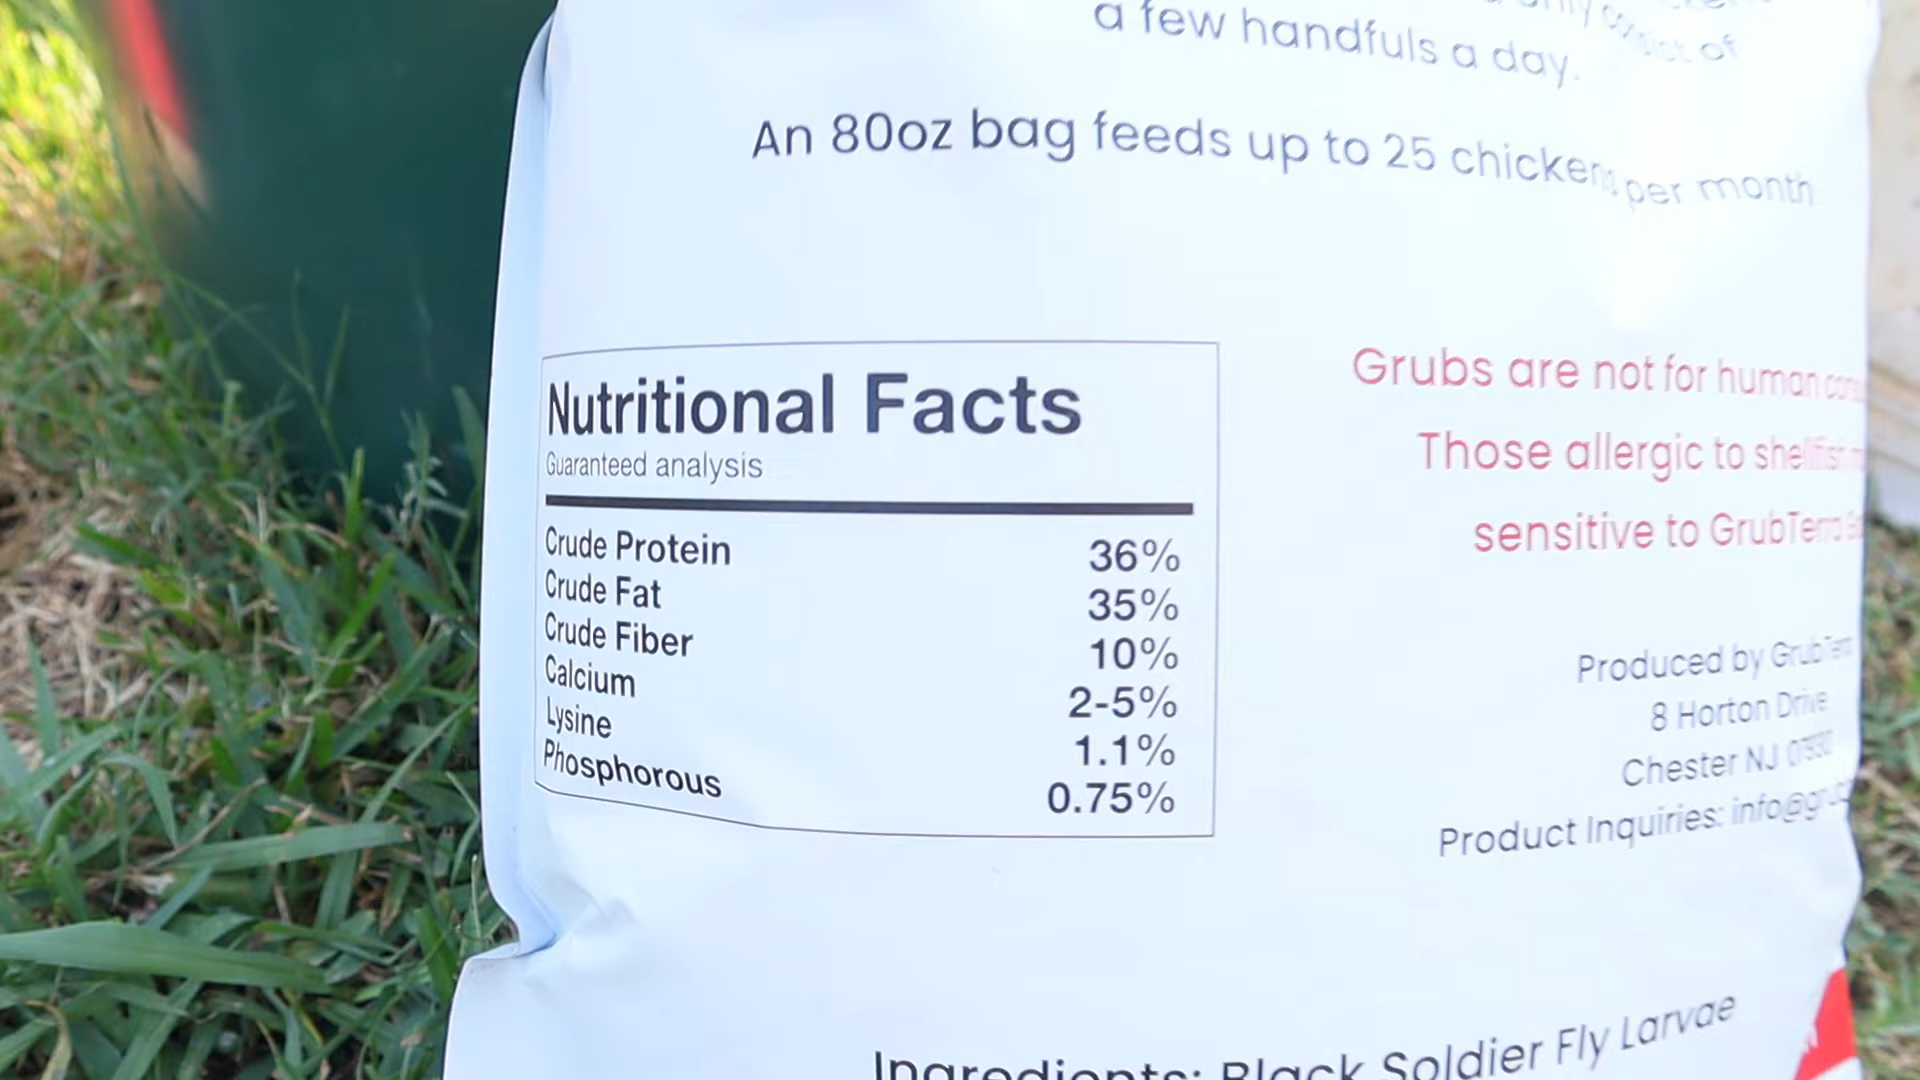 of
a few handfuls a day.
An 80oz bag feeds up to 25 chickens per month
Nutritional Facts
Guaranteed analysis
Crude Protein 36%
Crude Fat 35%
Crude Fiber 10%
Calcium 2-5%
Lysine 1.1%
Phosphorous 0.75%
Grubs are not for human
Those allergic to shellfish
sensitive to GrubTerra
Produced by GrubTerra
8 Horton Drive
Chester NJ 07930
Product Inquiries:
Ingredients: Black Soldier Fly Larvae